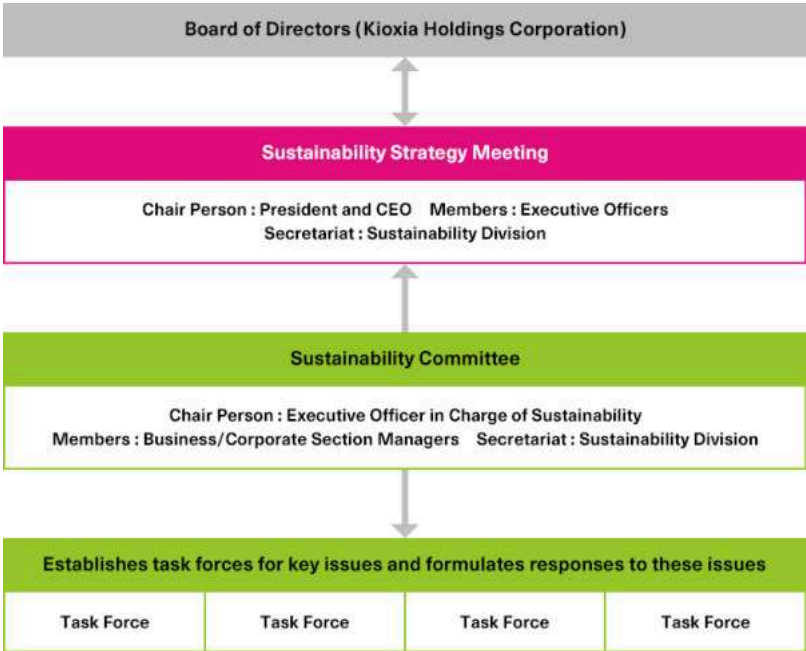 Board of Directors (Kioxia Holdings Corporation)
Sustainability Strategy Meeting
Chair Person : President and CEO Members : Executive Officers
Secretariat : Sustainability Division
Sustainability Committee
Chair Person : Executive Officer in Charge of Sustainability
Members : Business/Corporate Section Managers Secretariat : Sustainability Division
Establishes task forces for key issues and formulates responses to these issues
Task Force Task Force Task Force Task Force